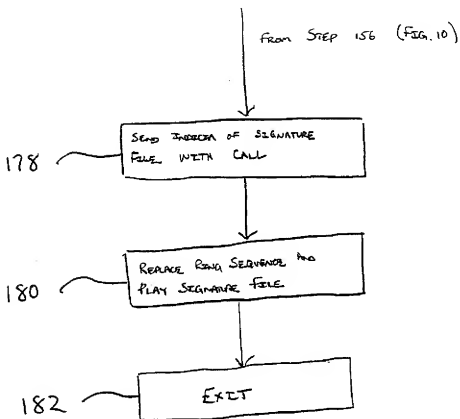 FROM STEP 156 (FIG. 10)
SEND INDICIA OF SIGNATURE
FILE WITH CALL
178
REPLACE RING SEQUENCE AND
PLAY SIGNATURE FILE
180
EXIT
182